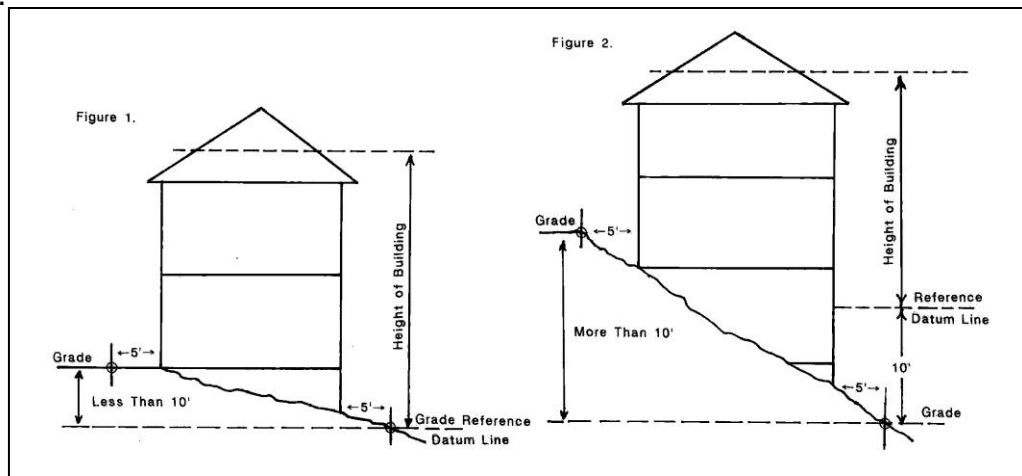 Figure 1.
Grade
←5'→
Less Than 10'
←5'→
Height of Building
Grade Reference
Datum Line
Figure 2.
Grade
←5'→
More Than 10'
Height of Building
Reference
Datum Line
10'
←5'→
Grade